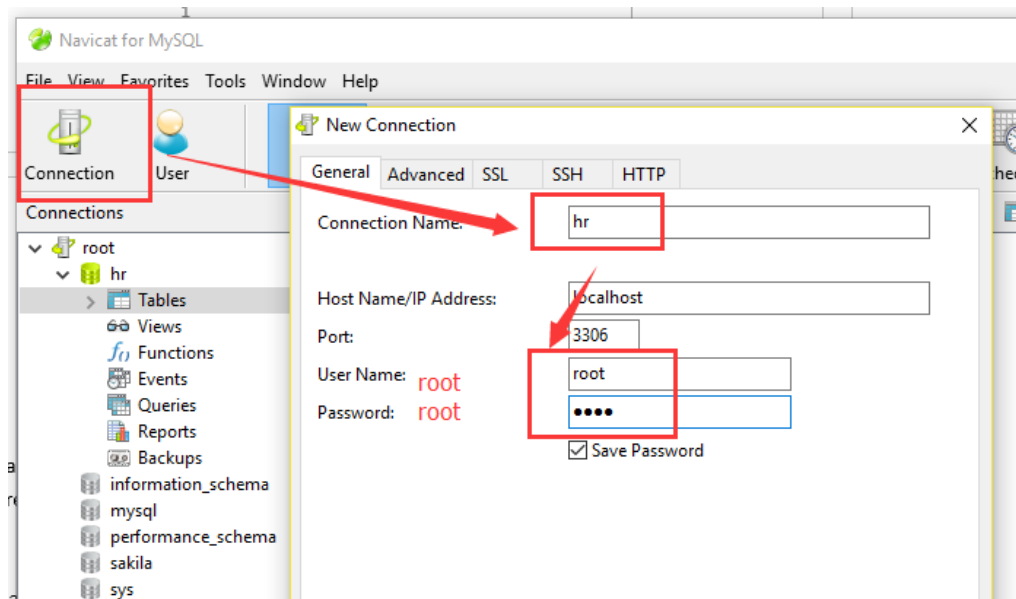 1
Navicat for MySQL
File View Favorites Tools Window Help
Connection User
New Connection
General Advanced SSL SSH HTTP
Connections
Connection Name:
hr
root
hr
Tables
Views
Functions
Events
Queries
Reports
Backups
information_schema
mysql
performance_schema
sakila
sys
Host Name/IP Address:
localhost
Port:
3306
User Name: root
root
Password: root
••••
Save Password